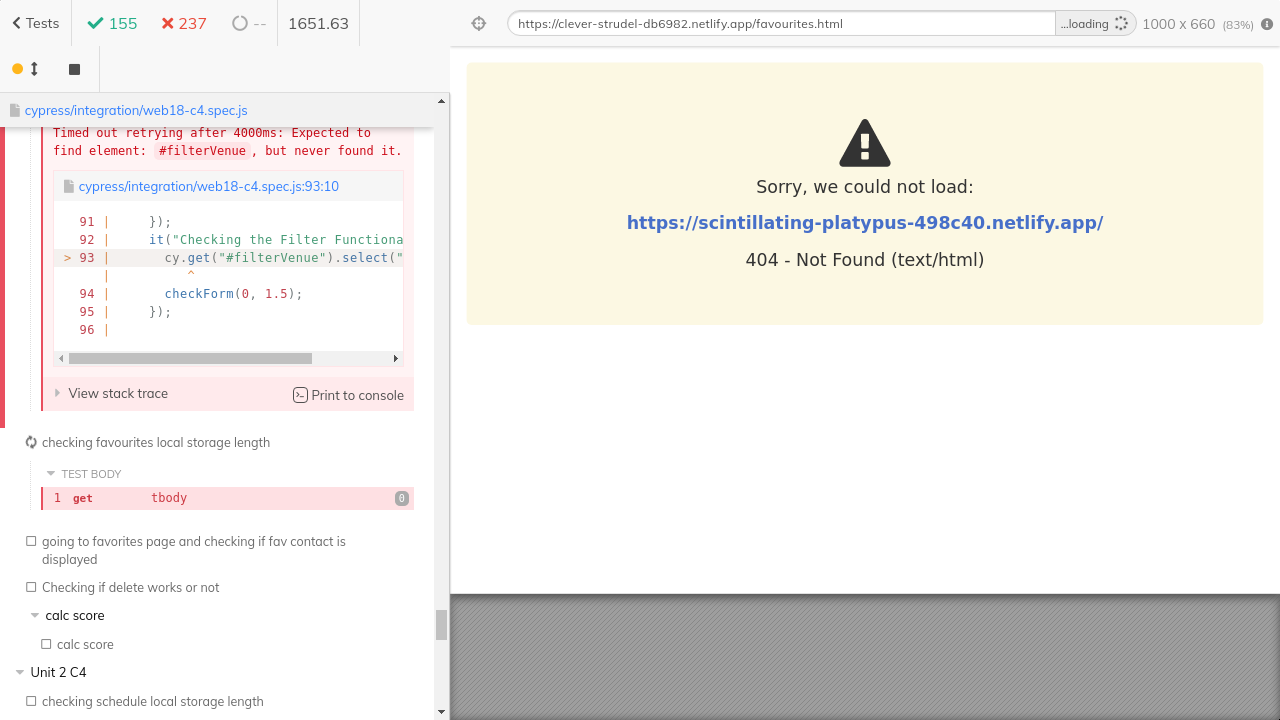 Tests
155
237
--
1651.63
https://clever-strudel-db6982.netlify.app/favourites.html
...loading
1000 x 660 (83%)
cypress/integration/web18-c4.spec.js
Timed out retrying after 4000ms: Expected to
find element: #filterVenue, but never found it.
cypress/integration/web18-c4.spec.js:93:10
91 | });
92 | it("Checking the Filter Functiona
> 93 | cy.get("#filterVenue").select("
| ^
94 | checkForm(0, 1.5);
95 | });
96 |
View stack trace
Print to console
checking favourites local storage length
TEST BODY
1 get tbody 0
going to favorites page and checking if fav contact is
displayed
Checking if delete works or not
calc score
calc score
Unit 2 C4
checking schedule local storage length
Sorry, we could not load:
https://scintillating-platypus-498c40.netlify.app/
404 - Not Found (text/html)